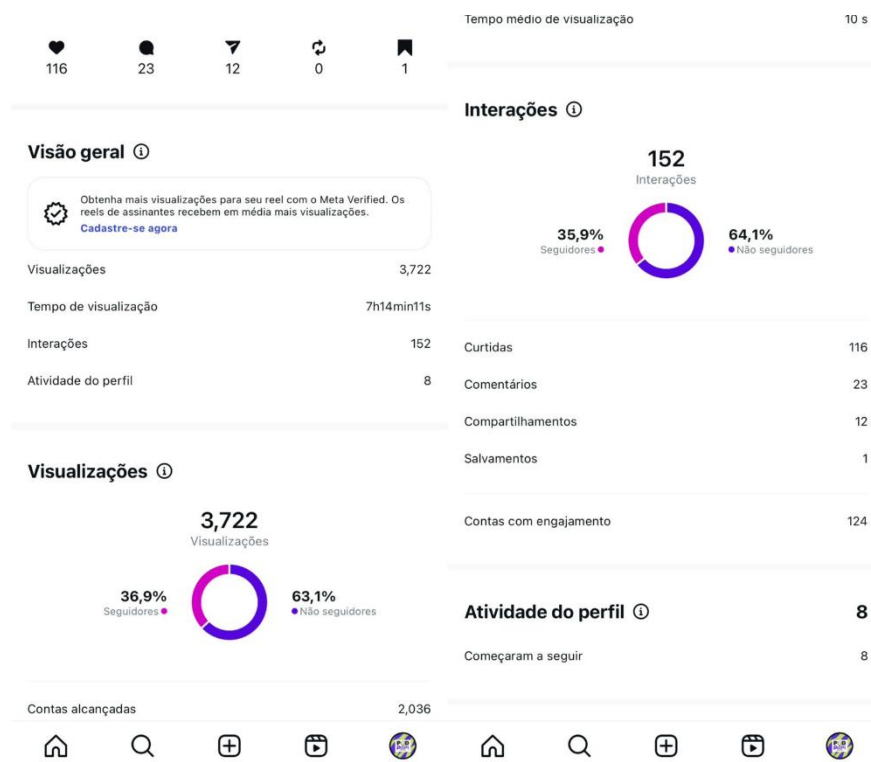 116 23 12 0 1
Visão geral
Obtenha mais visualizações para seu reel com o Meta Verified. Os
reels de assinantes recebem em média mais visualizações.
Cadastre-se agora
Visualizações 3,722
Tempo de visualização 7h14min11s
Interações 152
Atividade do perfil 8
Visualizações
3,722
Visualizações
36,9% 63,1%
Seguidores Não seguidores
Contas alcançadas 2,036
Tempo médio de visualização 10 s
Interações
152
Interações
35,9% 64,1%
Seguidores Não seguidores
Curtidas 116
Comentários 23
Compartilhamentos 12
Salvamentos 1
Contas com engajamento 124
Atividade do perfil 8
Começaram a seguir 8